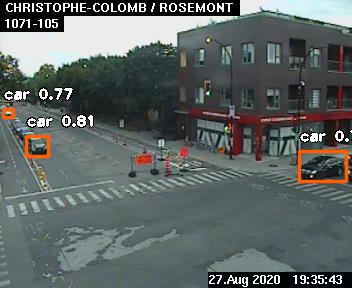 CHRISTOPHE-COLOMB / ROSEMONT
1071-105
car 0.77
car 0.81
car 0.
27.Aug 2020 19:35:43